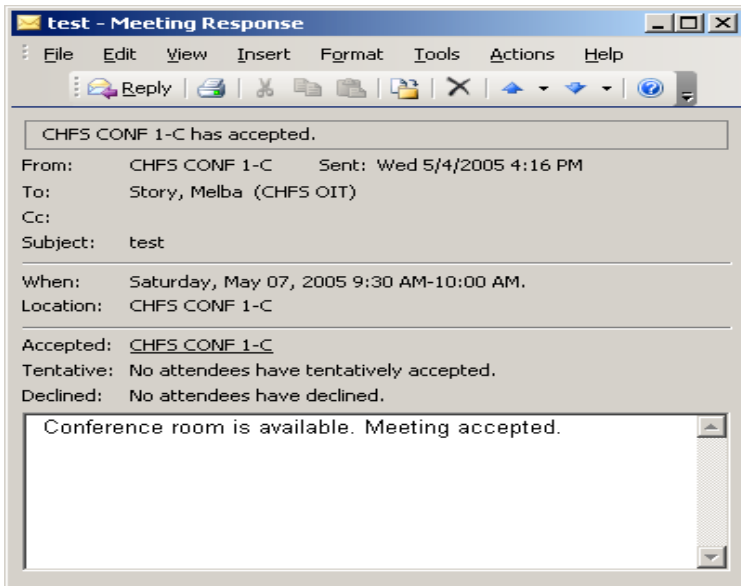 test - Meeting Response
File Edit View Insert Format Tools Actions Help
Reply
CHFS CONF 1-C has accepted.
From: CHFS CONF 1-C Sent: Wed 5/4/2005 4:16 PM
To: Story, Melba (CHFS OIT)
Cc:
Subject: test
When: Saturday, May 07, 2005 9:30 AM-10:00 AM.
Location: CHFS CONF 1-C
Accepted: CHFS CONF 1-C
Tentative: No attendees have tentatively accepted.
Declined: No attendees have declined.
Conference room is available. Meeting accepted.